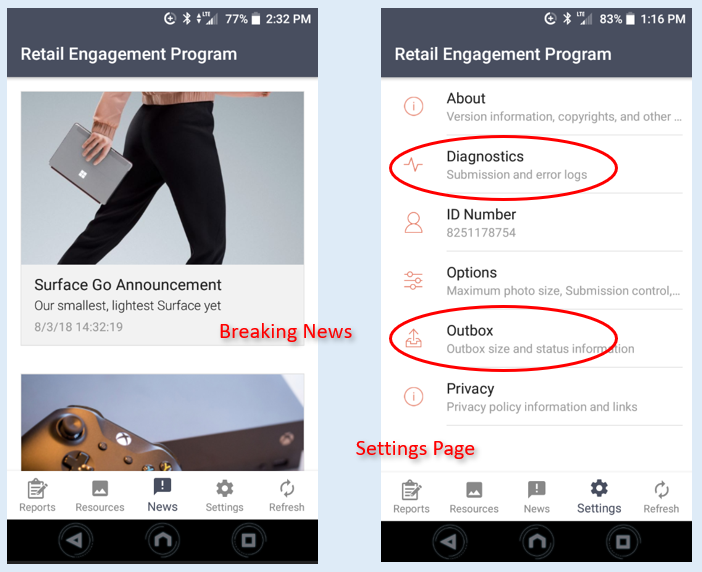 LTE 77% 2:32 PM
Retail Engagement Program
Surface Go Announcement
Our smallest, lightest Surface yet
8/3/18 14:32:19
Breaking News
Reports Resources News Settings Refresh
LTE 83% 1:16 PM
Retail Engagement Program
About
Version information, copyrights, and other ...
Diagnostics
Submission and error logs
ID Number
8251178754
Options
Maximum photo size, Submission control,...
Outbox
Outbox size and status information
Privacy
Privacy policy information and links
Settings Page
Reports Resources News Settings Refresh